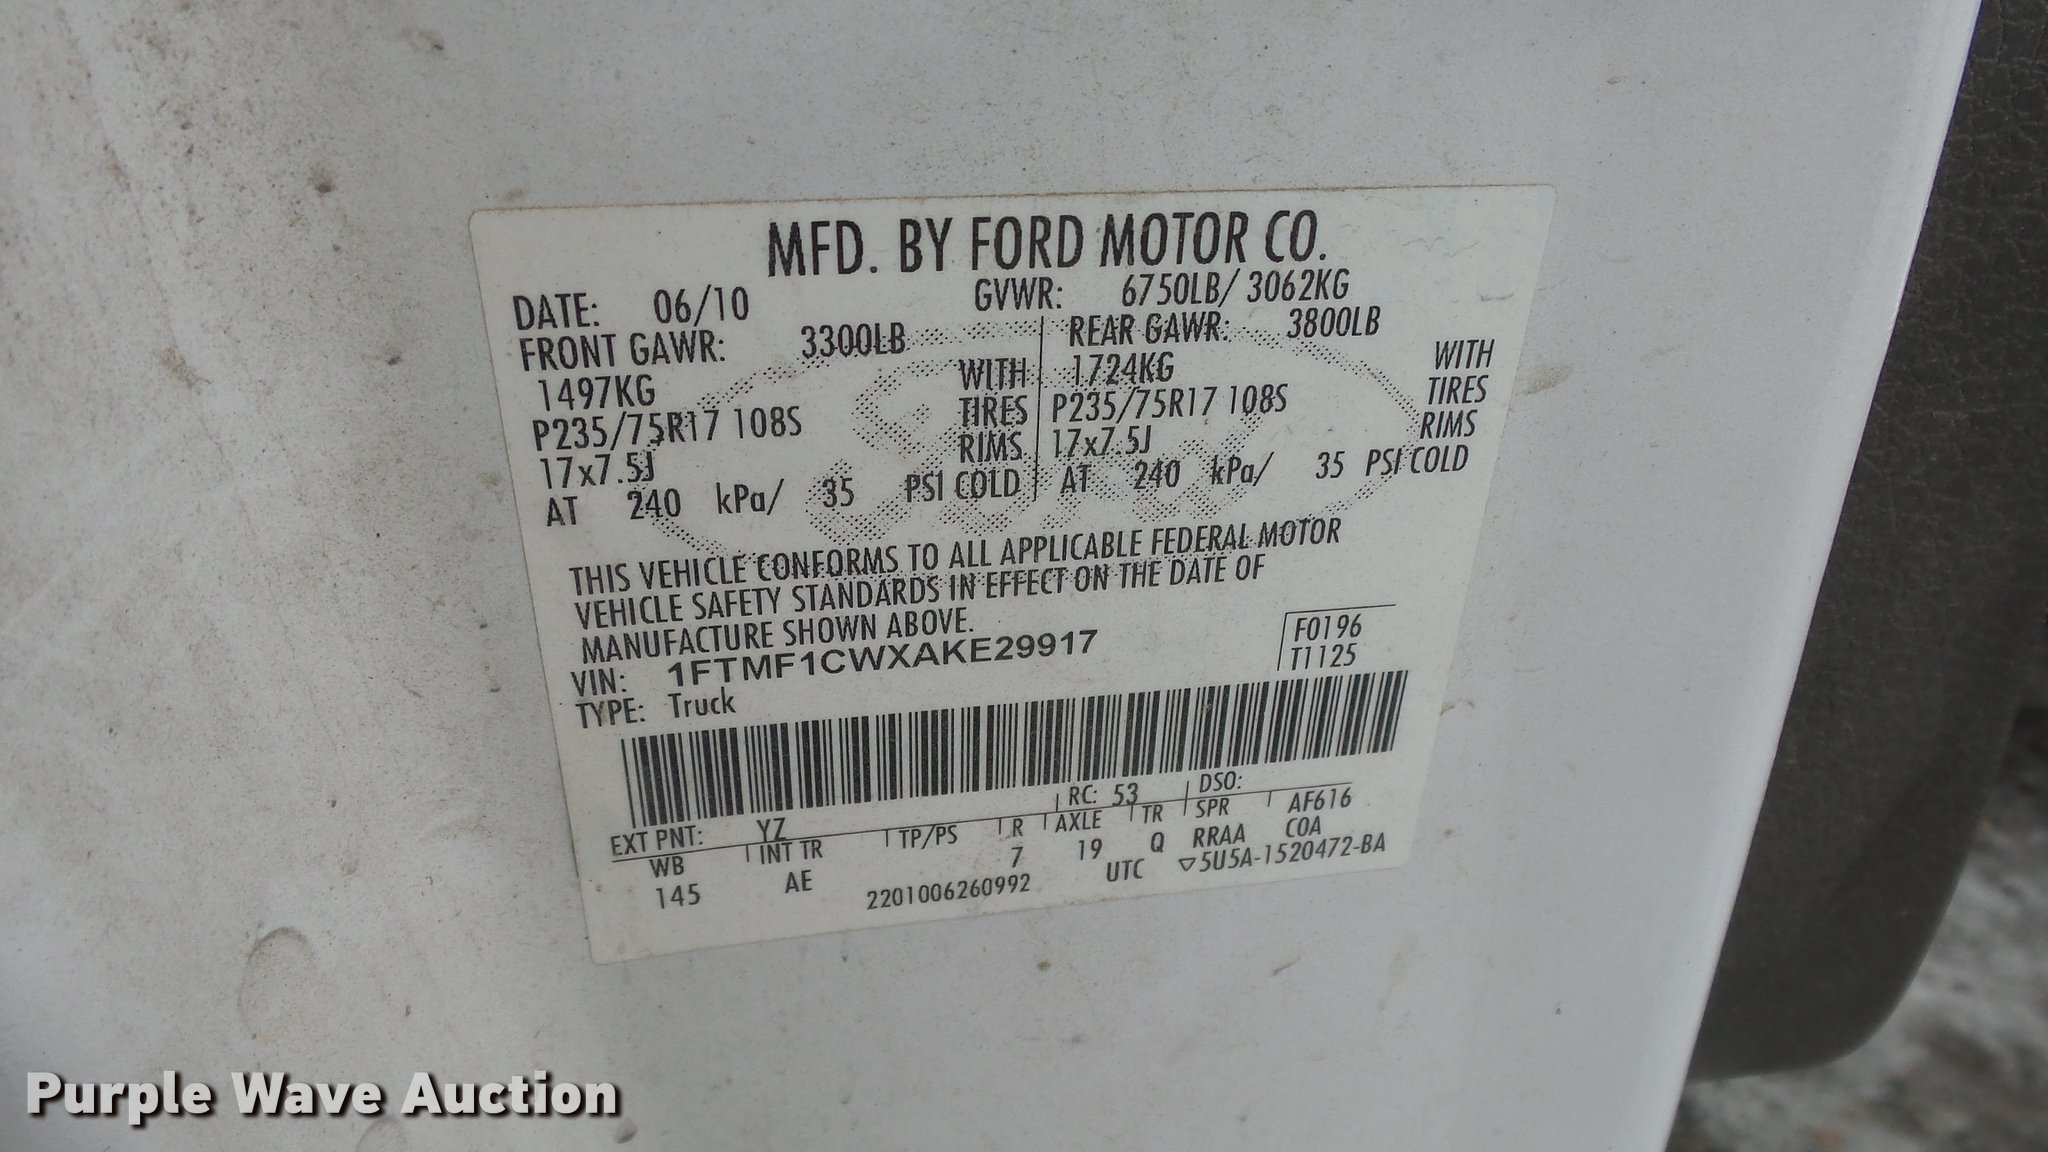 MFD. BY FORD MOTOR CO.
DATE: 06/10 GVWR: 6750LB/ 3062KG
FRONT GAWR: 3300LB REAR GAWR: 3800LB
1497KG WITH 1724KG WITH
P235/75R17 108S TIRES P235/75R17 108S TIRES
17x7.5J RIMS 17x7.5J RIMS
AT 240 kPa/ 35 PSI COLD AT 240 kPa/ 35 PSI COLD
THIS VEHICLE CONFORMS TO ALL APPLICABLE FEDERAL MOTOR
VEHICLE SAFETY STANDARDS IN EFFECT ON THE DATE OF
MANUFACTURE SHOWN ABOVE.
VIN: 1FTMF1CWXAKE29917 F0196
TYPE: Truck T1125
EXT PNT: YZ RC: 53 DSO: AF616
WB INT TR TP/PS R AXLE TR SPR COA
145 AE 7 19 Q RRAA
2201006260992 UTC ▽5U5A-1520472-BA
Ford
Purple Wave Auction